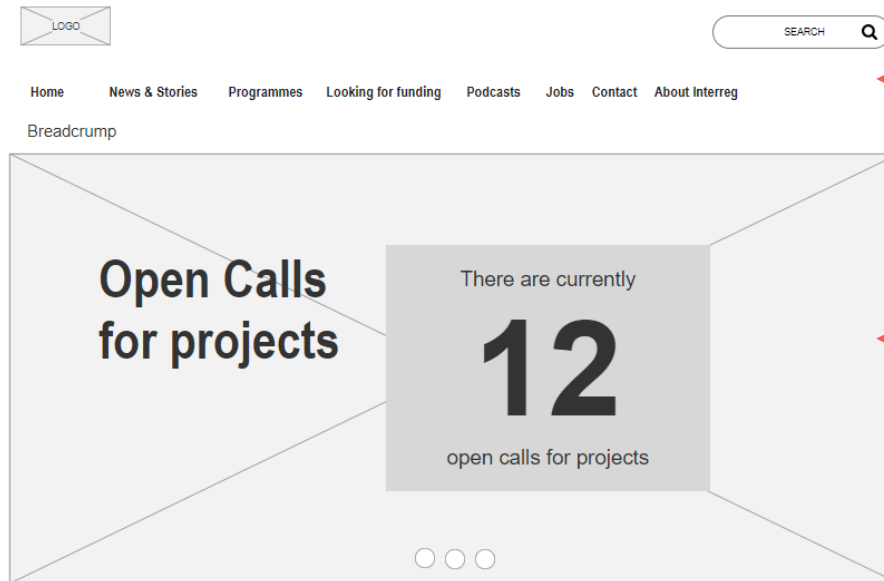 LOGO
SEARCH
Home News & Stories Programmes Looking for funding Podcasts Jobs Contact About Interreg
Breadcrump
Open Calls
for projects
There are currently
12
open calls for projects